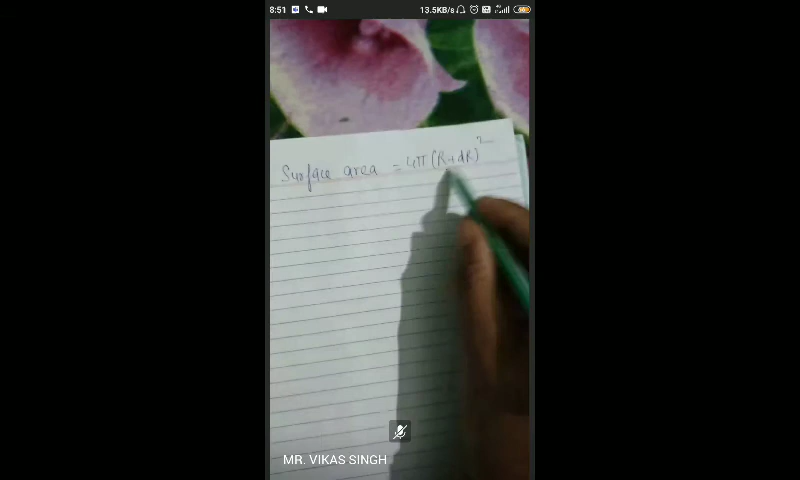 8:51 13.5KB/s
Surface area = 4π(R+dR)²
MR. VIKAS SINGH